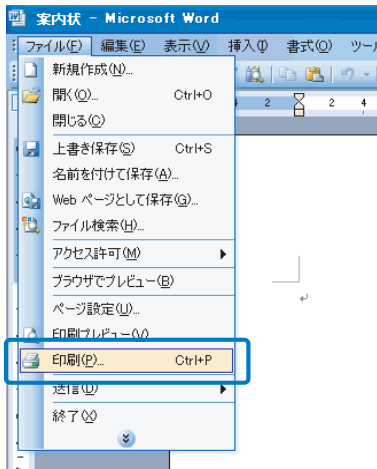 案内状 - Microsoft Word
ファイル(F) 編集(E) 表示(V) 挿入(I) 書式(O) ツー
新規作成(N)...
開く(O)... Ctrl+O
閉じる(C)
2 2 4
上書き保存(S) Ctrl+S
名前を付けて保存(A)...
Web ページとして保存(G)...
ファイル検索(H)...
アクセス許可(M)
ブラウザでプレビュー(B)
ページ設定(U)...
印刷プレビュー(V)
印刷(P)... Ctrl+P
送信(D)
終了(X)